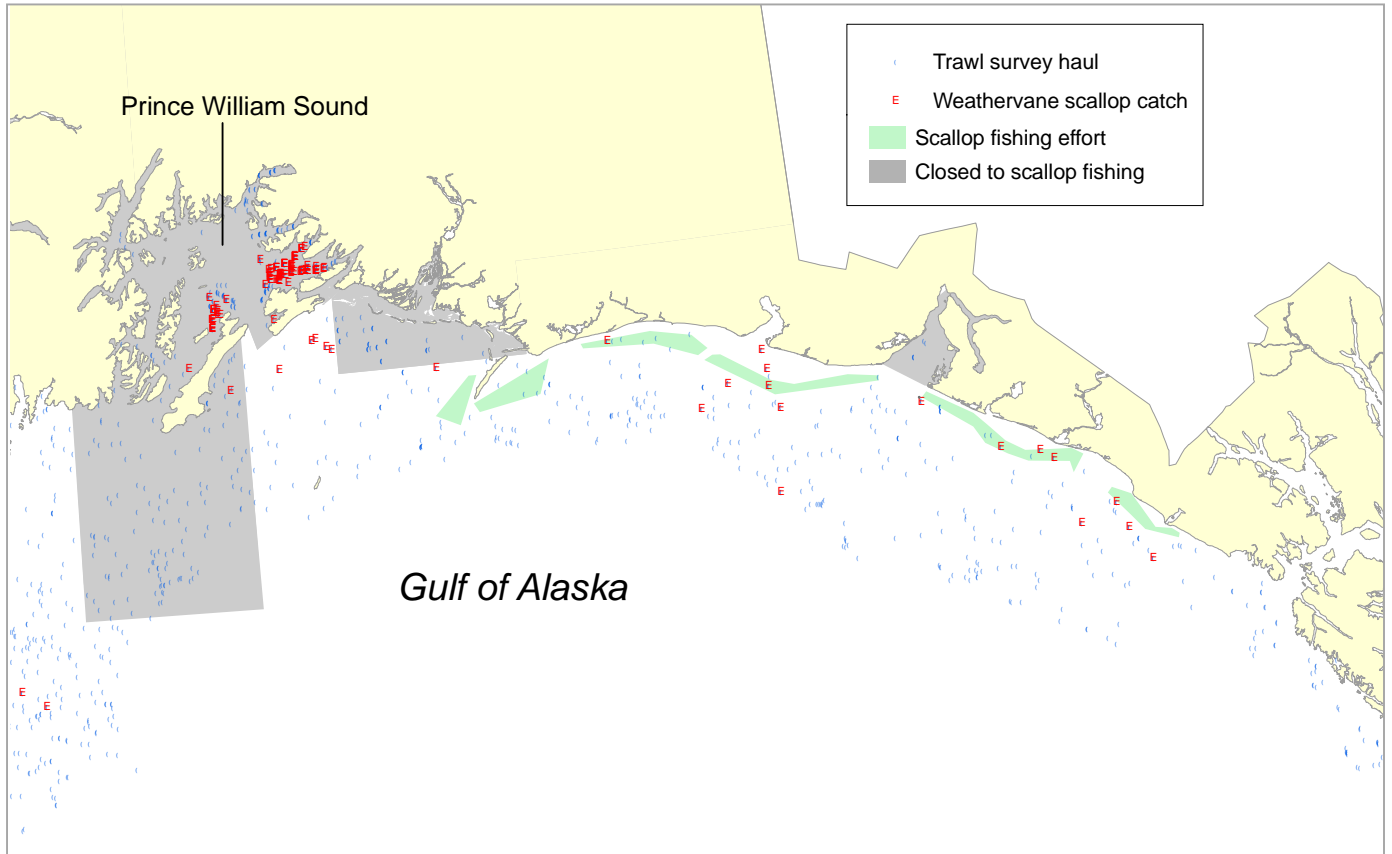 Prince William Sound
Trawl survey haul
E Weathervane scallop catch
Scallop fishing effort
Closed to scallop fishing
Gulf of Alaska